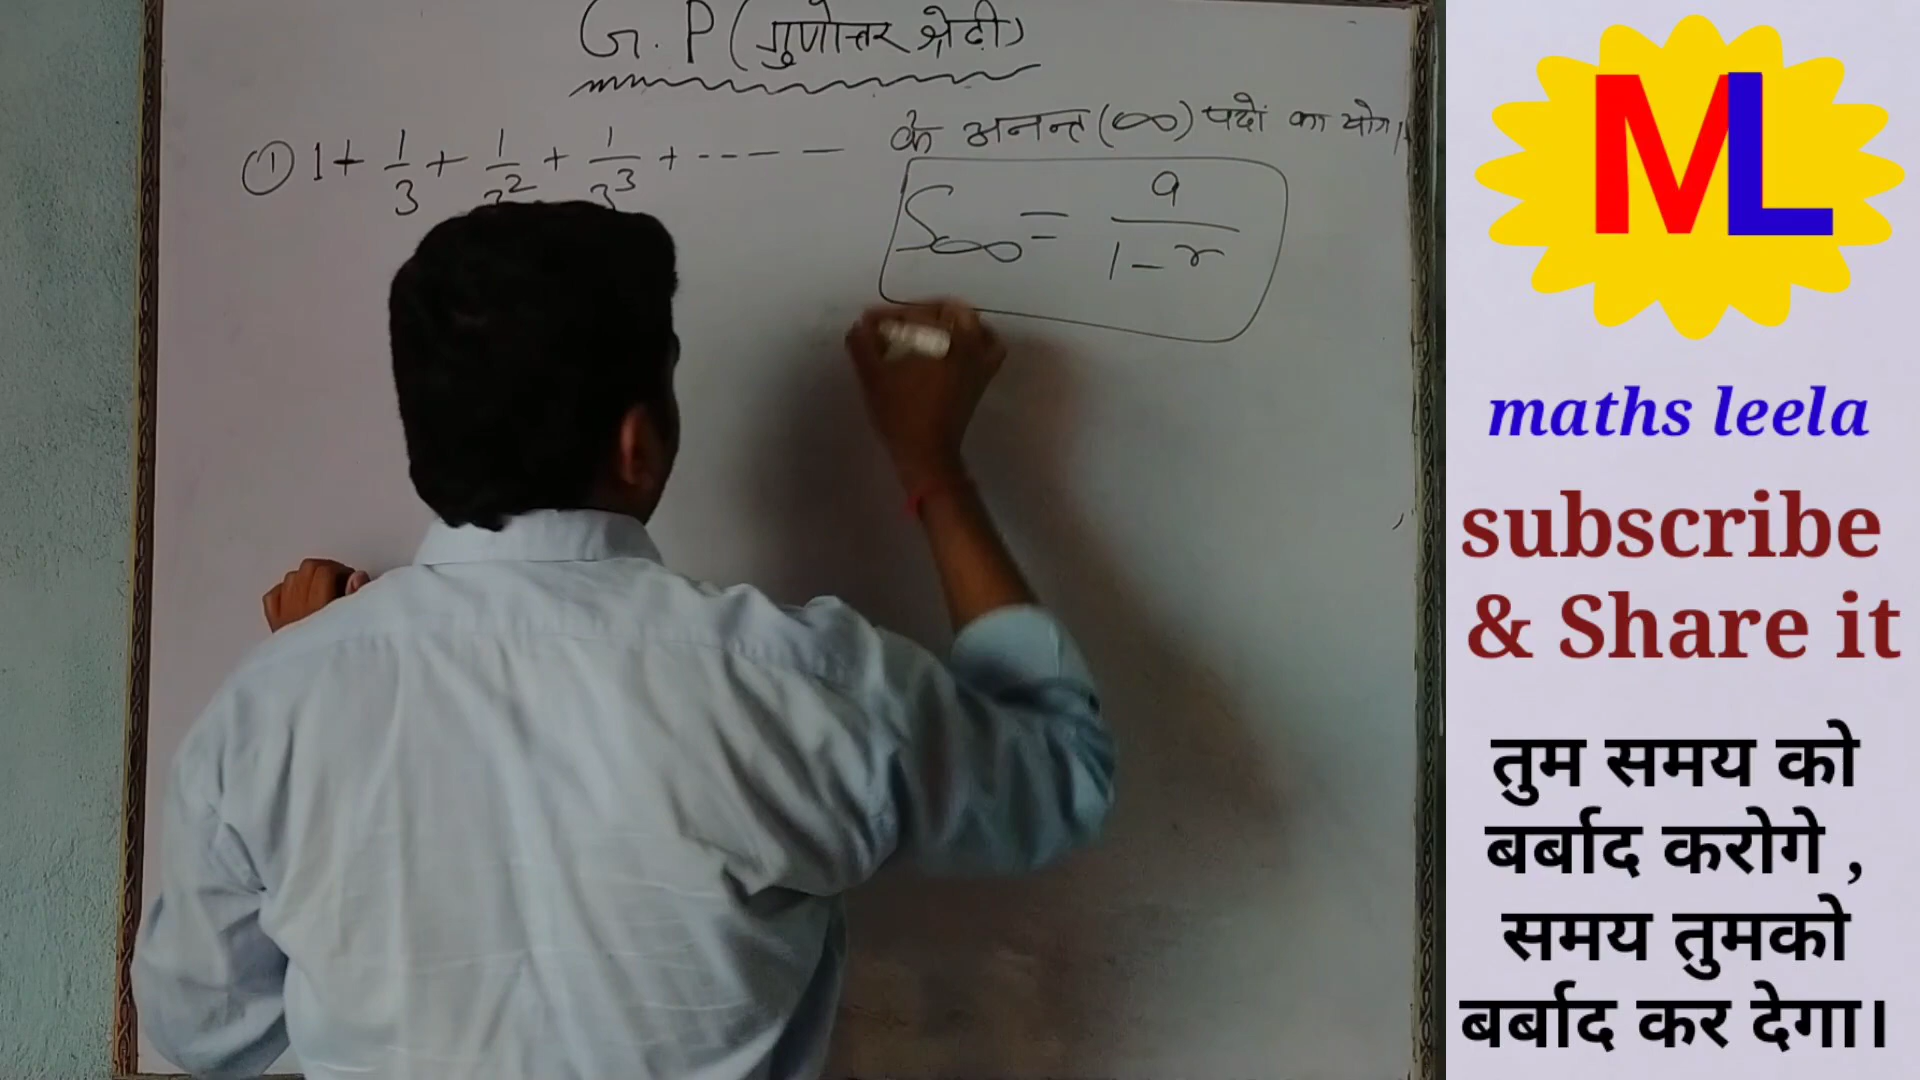 G.P (गुणोत्तर श्रेढ़ी)
① 1 + 1/3 + 1/3² + 1/3³ + ------ के अनन्त (∞) पदों का योग।
S∞ = a/(1-r)
ML
maths leela
subscribe
& Share it
तुम समय को
बर्बाद करोगे ,
समय तुमको
बर्बाद कर देगा।